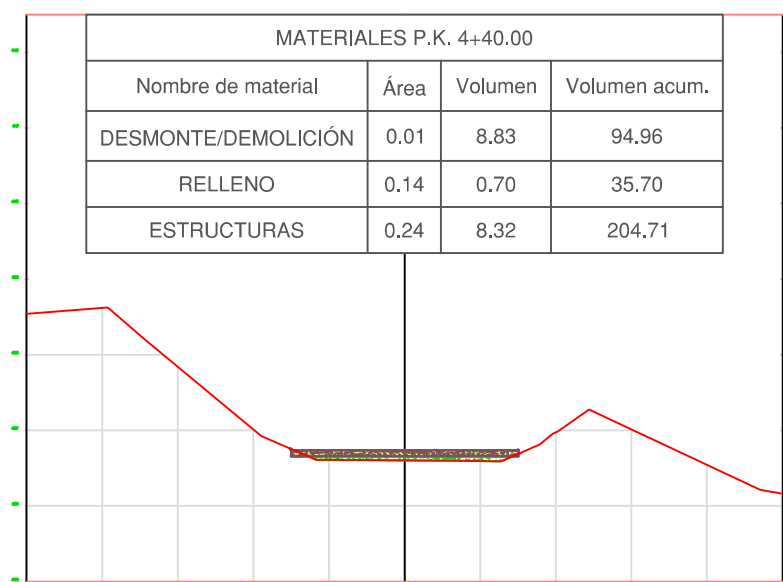 MATERIALES P.K. 4+40.00
Nombre de material Área Volumen Volumen acum.
DESMONTE/DEMOLICIÓN 0.01 8.83 94.96
RELLENO 0.14 0.70 35.70
ESTRUCTURAS 0.24 8.32 204.71